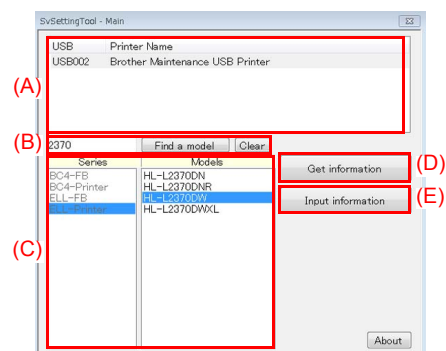 SvSettingTool - Main
USB Printer Name
USB002 Brother Maintenance USB Printer
(A)
(B) 2370 Find a model Clear
Series Models
BC4-FB HL-L2370DN
BC4-Printer HL-L2370DNR
ELL-FB HL-L2370DW
ELL-Printer HL-L2370DWXL
(C)
Get information (D)
Input information (E)
About